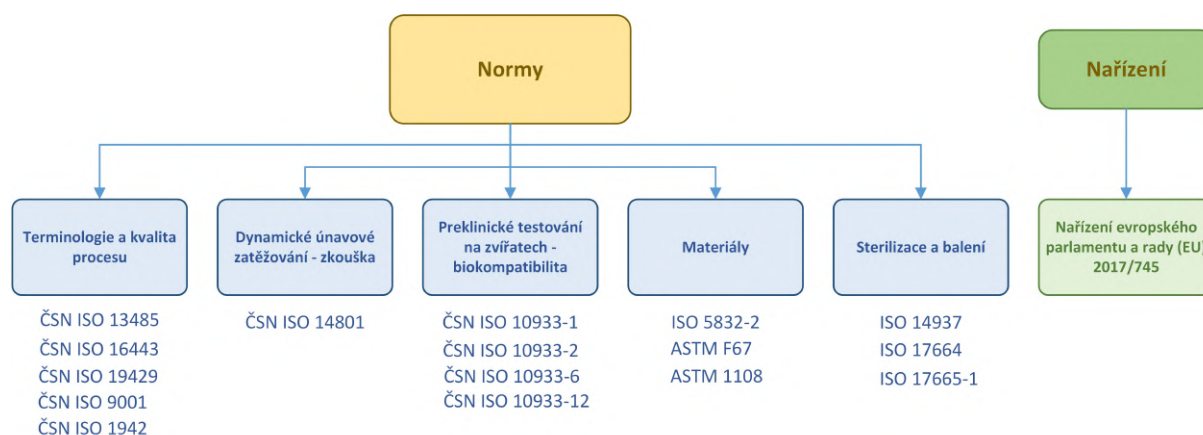 Normy
Nařízení
Terminologie a kvalita
procesu
Dynamické únavové
zatěžování - zkouška
Preklinické testování
na zvířatech -
biokompatibilita
Materiály
Sterilizace a balení
Nařízení evropského
parlamentu a rady (EU)
2017/745
ČSN ISO 13485
ČSN ISO 16443
ČSN ISO 19429
ČSN ISO 9001
ČSN ISO 1942
ČSN ISO 14801
ČSN ISO 10933-1
ČSN ISO 10933-2
ČSN ISO 10933-6
ČSN ISO 10933-12
ISO 5832-2
ASTM F67
ASTM 1108
ISO 14937
ISO 17664
ISO 17665-1